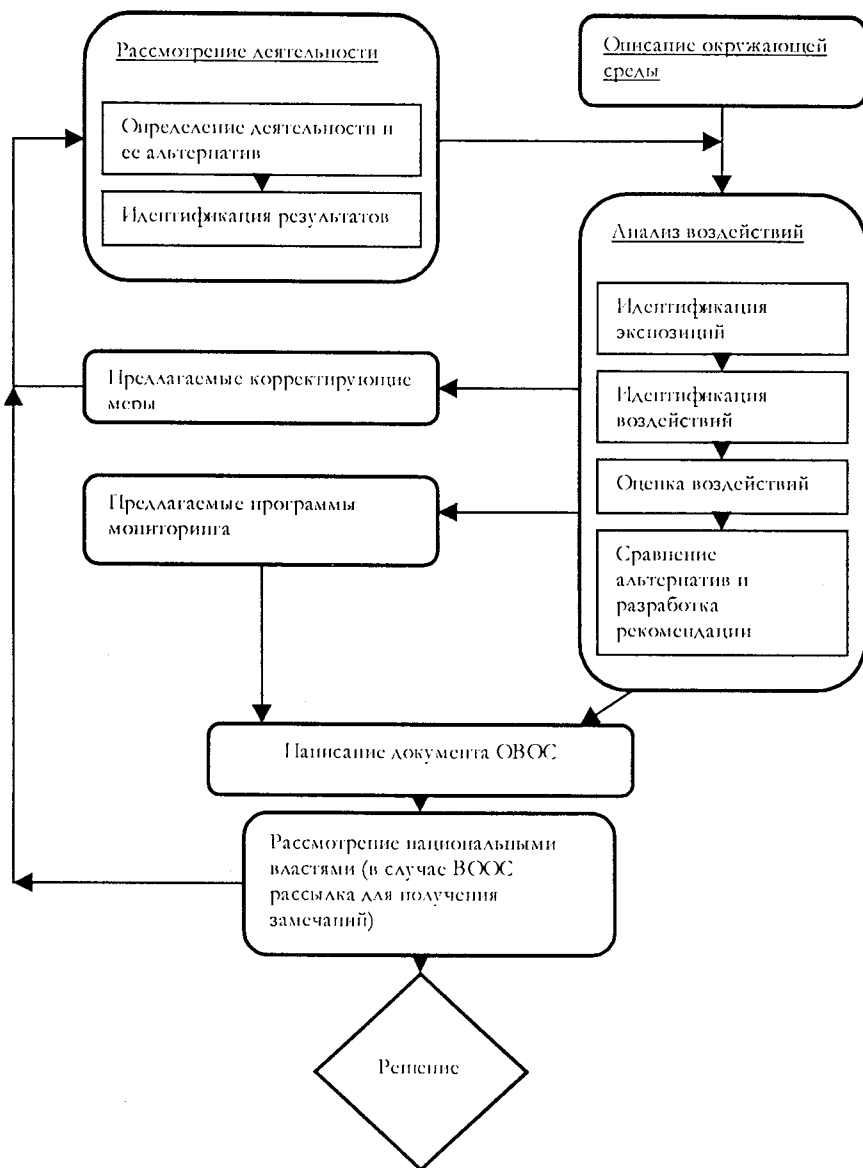 Рассмотрение деятельности
Определение деятельности и
ее альтернатив
Идентификация результатов
Описание окружающей
среды
Анализ воздействий
Идентификация
экспозиций
Идентификация
воздействий
Оценка воздействий
Сравнение
альтернатив и
разработка
рекомендации
Предлагаемые корректирующие
меры
Предлагаемые программы
мониторинга
Написание документа ОВОС
Рассмотрение национальными
властями (в случае ВООС
рассылка для получения
замечаний)
Решение